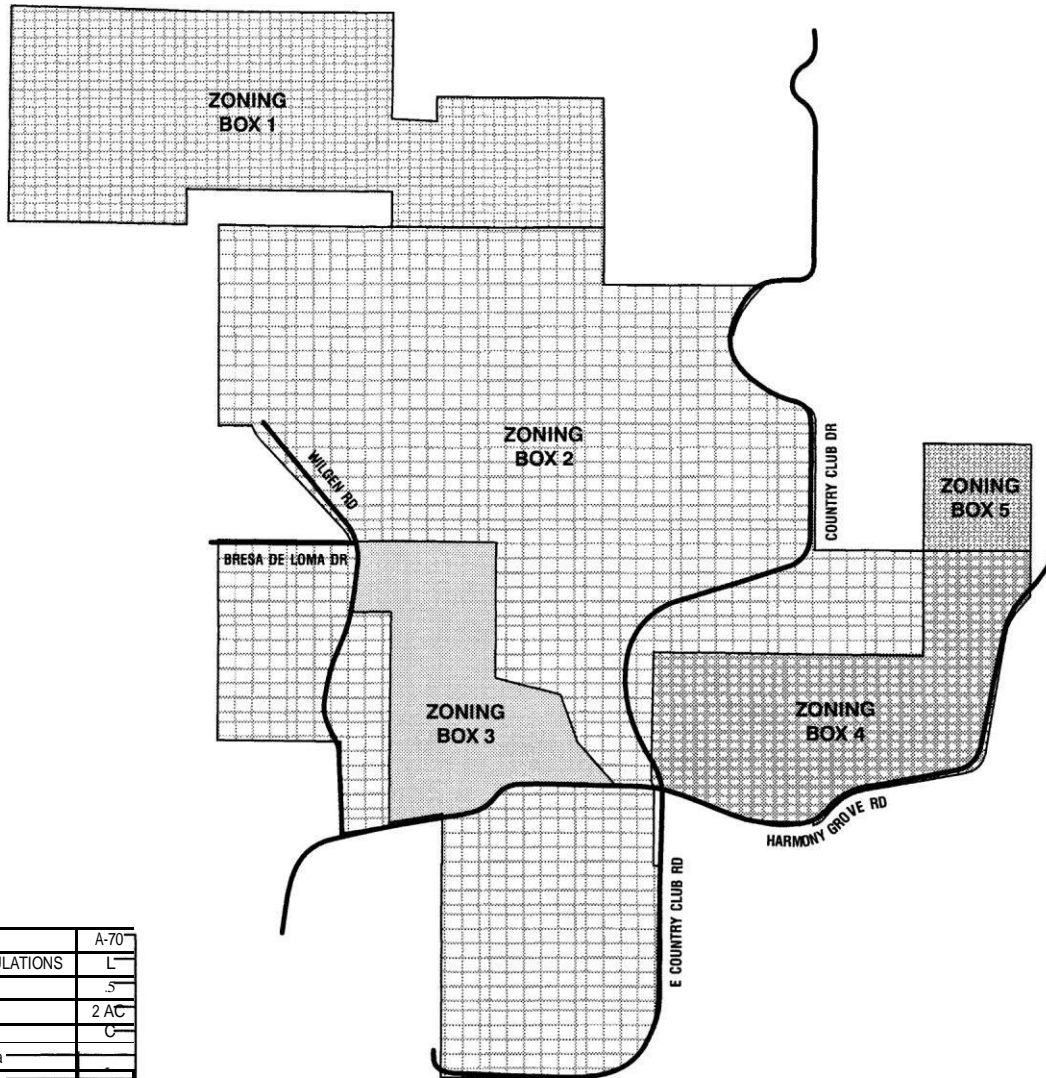 ZONING
BOX 1
ZONING
BOX 2
WILGEN RD
COUNTRY CLUB DR
ZONING
BOX 5
BRESA DE LOMA DR
ZONING
BOX 3
ZONING
BOX 4
HARMONY GROVE RD
E COUNTRY CLUB RD
A-70
ULATIONS L
.5
2 AC
C
a -